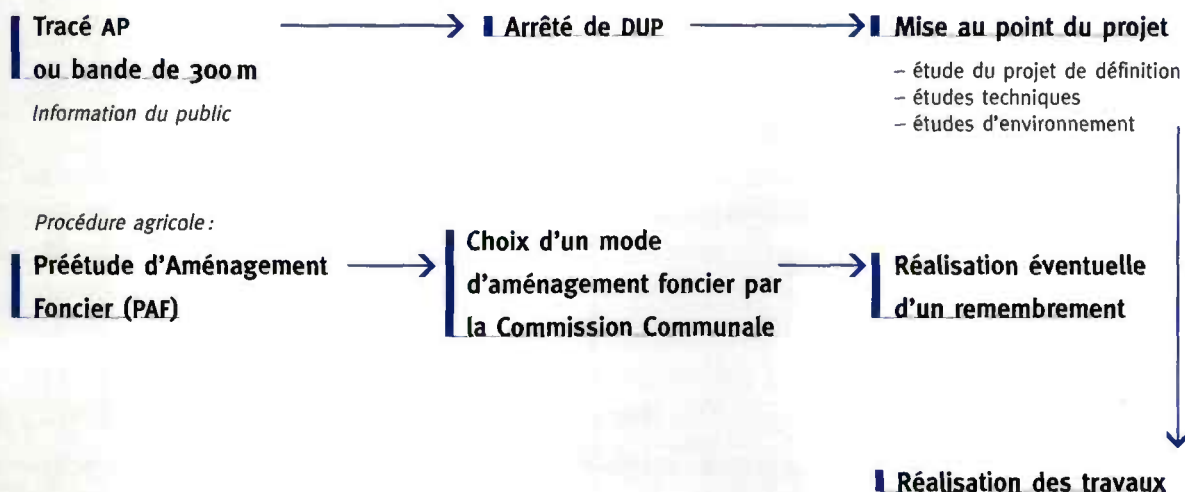 Tracé AP
ou bande de 300 m
Information du public
Arrêté de DUP
Mise au point du projet
– étude du projet de définition
– études techniques
– études d'environnement
Procédure agricole :
Préétude d'Aménagement
Foncier (PAF)
Choix d'un mode
d'aménagement foncier par
la Commission Communale
Réalisation éventuelle
d'un remembrement
Réalisation des travaux